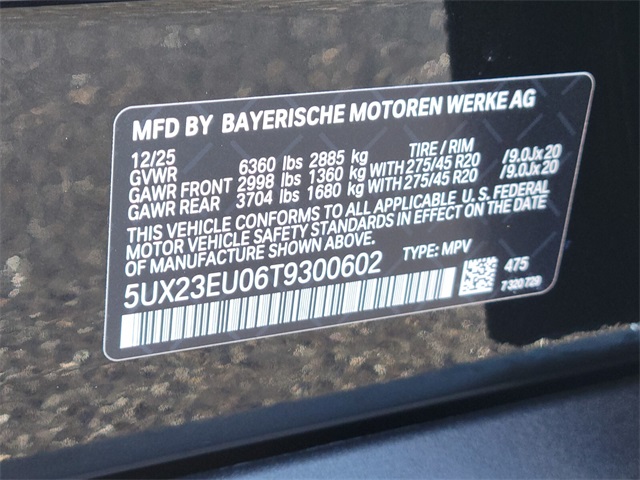 MFD BY BAYERISCHE MOTOREN WERKE AG
12/25 TIRE / RIM
GVWR 6360 lbs 2885 kg
GAWR FRONT 2998 lbs 1360 kg WITH 275/45 R20 /9.0Jx20
GAWR REAR 3704 lbs 1680 kg WITH 275/45 R20 /9.0Jx20
THIS VEHICLE CONFORMS TO ALL APPLICABLE U. S. FEDERAL
MOTOR VEHICLE SAFETY STANDARDS IN EFFECT ON THE DATE
OF MANUFACTURE SHOWN ABOVE.
5UX23EU06T9300602 TYPE: MPV
475
7 320 729